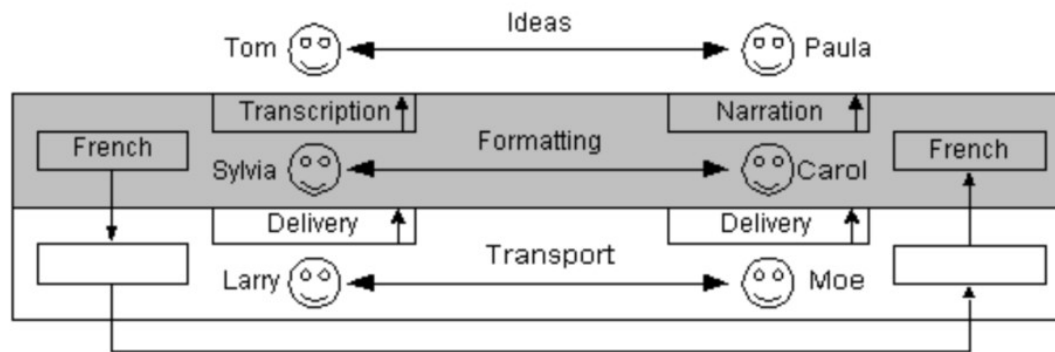 Ideas
Tom Paula
Transcription Narration
French Formatting French
Sylvia Carol
Delivery Delivery
Transport
Larry Moe